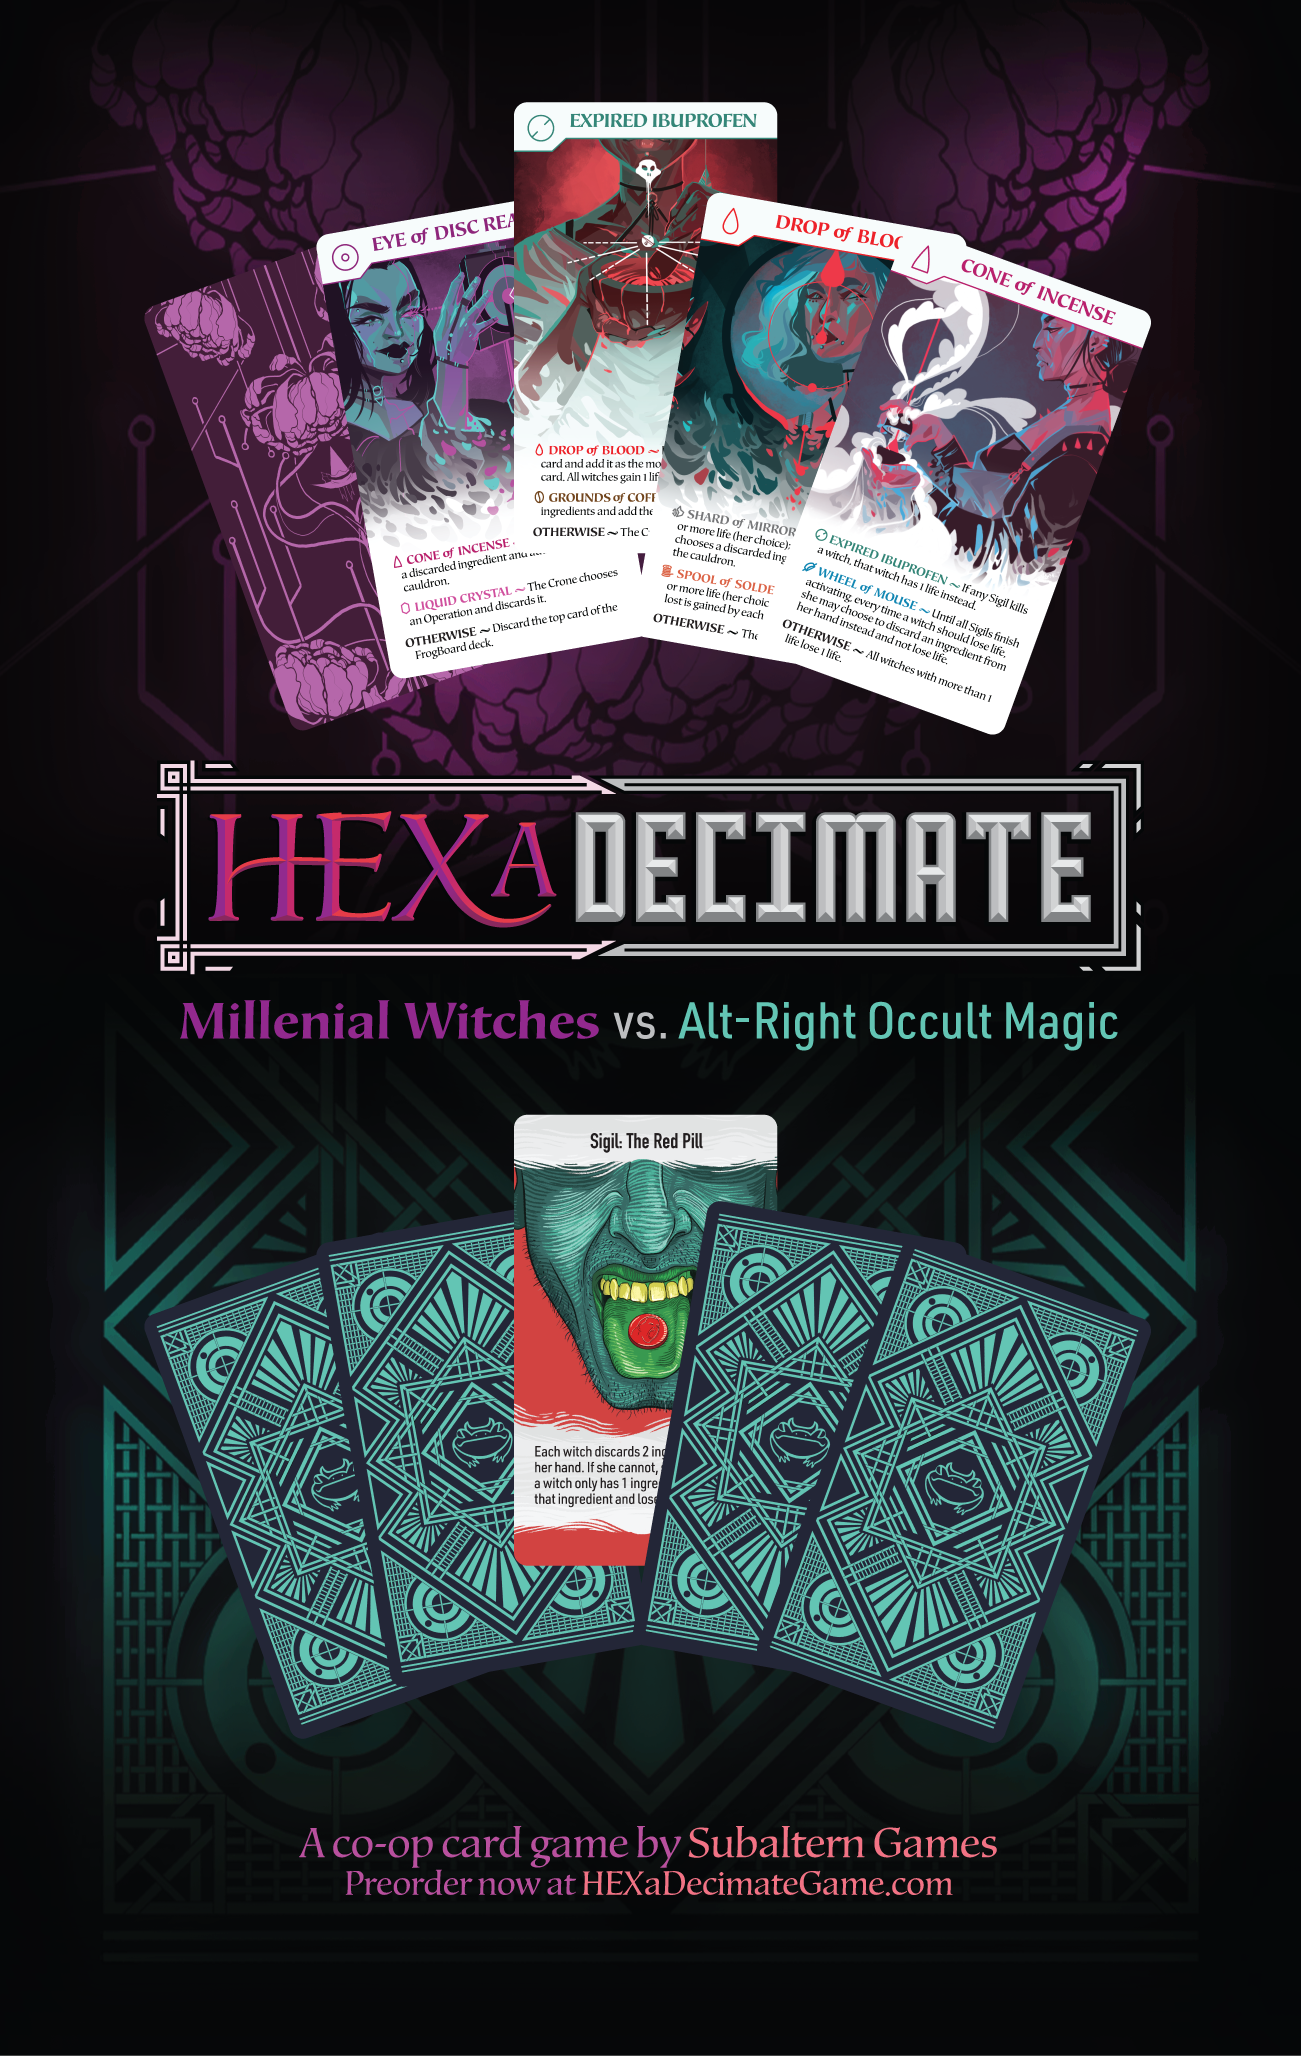 EXPIRED IBUPROFEN
DROP of BLOOD ~
card and add it as the
card. All witches gain 1
GROUNDS of
ingredients and add the
OTHERWISE ~ The
EYE of DISC
CONE of INCENSE
a discarded ingredient and
cauldron.
LIQUID CRYSTAL ~ The Crone chooses
an Operation and discards it.
OTHERWISE ~ Discard the top card of the
FrogBoard deck.
DROP of
SHARD of MIRROR
or more life (her choice);
chooses a discarded
the cauldron.
SPOOL of
or more life (her
lost is gained by each
OTHERWISE ~
CONE of INCENSE
EXPIRED IBUPROFEN ~ If any Sigil kills
a witch, that witch has 1 life instead.
WHEEL of MOUSE ~ Until all Sigils finish
activating, every time a witch should lose life,
she may choose to discard an ingredient from
her hand instead and not lose life.
OTHERWISE ~ All witches with more than 1
life lose 1 life.
HEXA DECIMATE
Millenial Witches vs. Alt-Right Occult Magic
Sigil: The Red Pill
Each witch discards 2
her hand. If she cannot,
a witch only has 1
that ingredient and
A co-op card game by Subaltern Games
Preorder now at HEXaDecimateGame.com